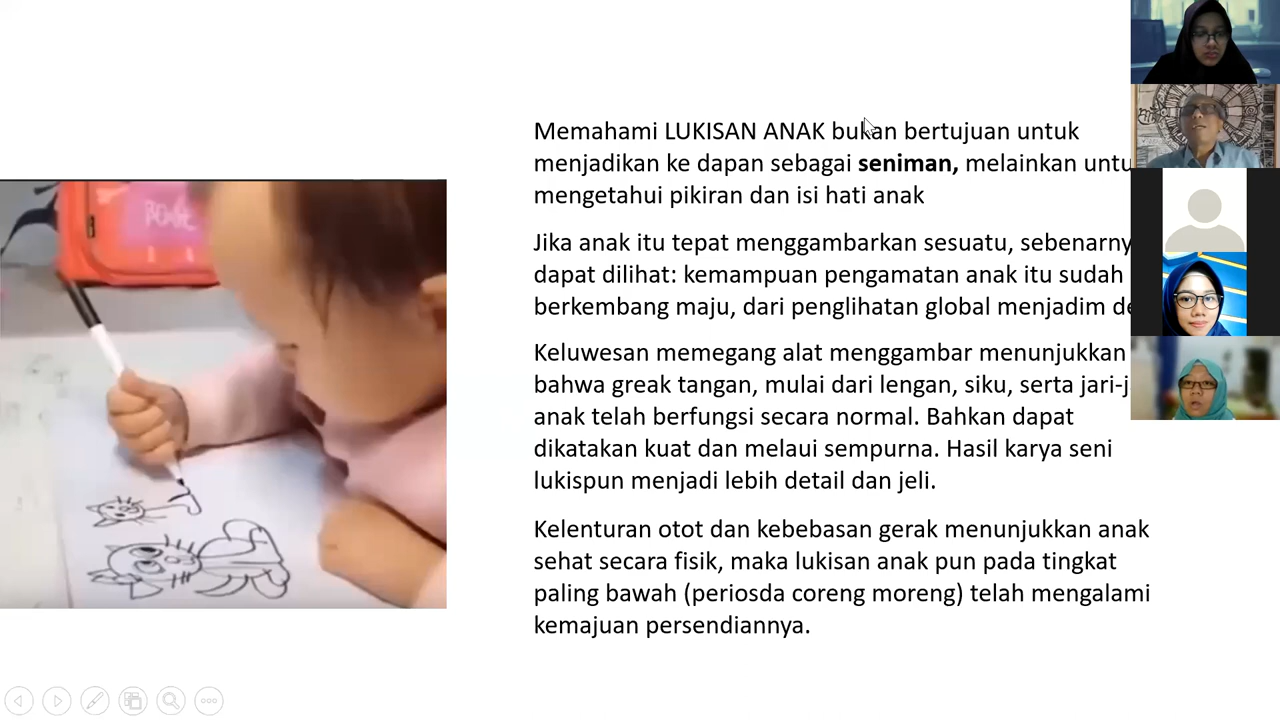 Memahami LUKISAN ANAK bukan bertujuan untuk
menjadikan ke dapan sebagai seniman, melainkan
mengetahui pikiran dan isi hati anak
Jika anak itu tepat menggambarkan sesuatu,
dapat dilihat: kemampuan pengamatan anak itu sudah
berkembang maju, dari penglihatan global menjadim
Keluwesan memegang alat menggambar menunjukkan
bahwa greak tangan, mulai dari lengan, siku, serta
anak telah berfungsi secara normal. Bahkan dapat
dikatakan kuat dan melaui sempurna. Hasil karya seni
lukispun menjadi lebih detail dan jeli.
Kelenturan otot dan kebebasan gerak menunjukkan anak
sehat secara fisik, maka lukisan anak pun pada tingkat
paling bawah (periosda coreng moreng) telah mengalami
kemajuan persendiannya.